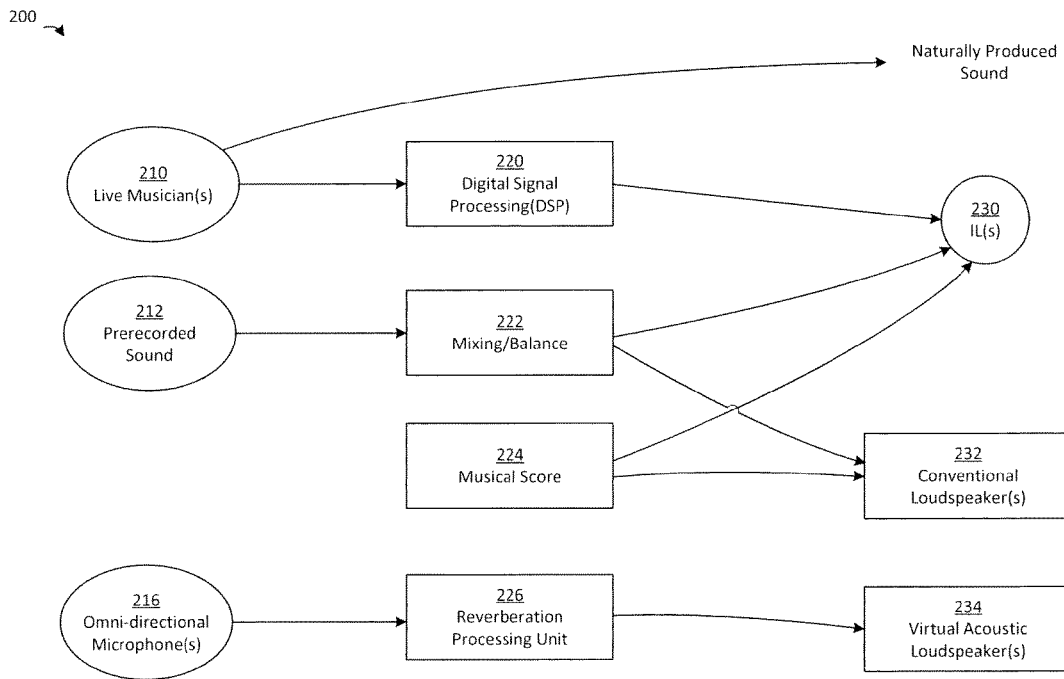 200
Naturally Produced
Sound
210
Live Musician(s)
220
Digital Signal
Processing(DSP)
230
IL(s)
212
Prerecorded
Sound
222
Mixing/Balance
224
Musical Score
232
Conventional
Loudspeaker(s)
216
Omni-directional
Microphone(s)
226
Reverberation
Processing Unit
234
Virtual Acoustic
Loudspeaker(s)